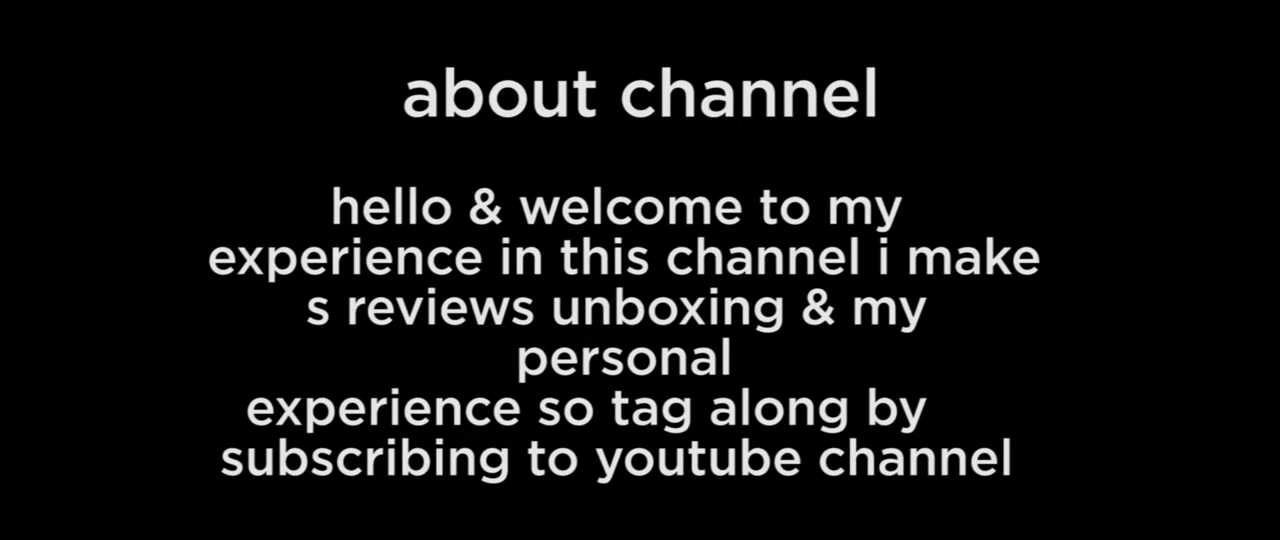 about channel
hello & welcome to my
experience in this channel i make
s reviews unboxing & my
personal
experience so tag along by
subscribing to youtube channel